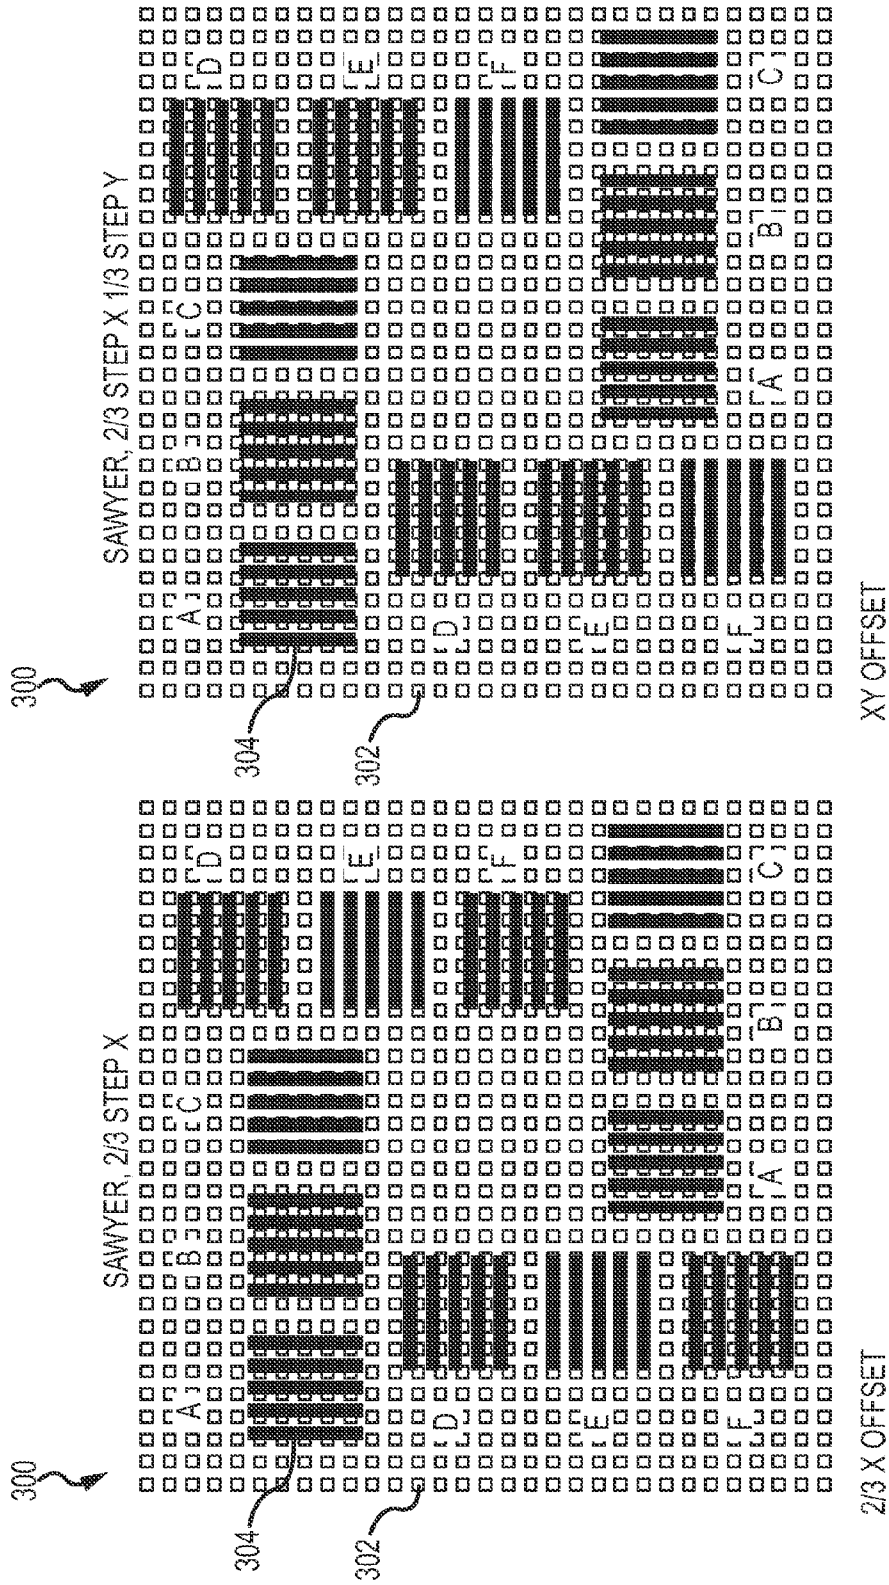 300
SAWYER, 2/3 STEP X
A B C D
304
302 E
D F
E
F A B C
2/3 X OFFSET
300
SAWYER, 2/3 STEP X 1/3 STEP Y
A B C D
304
302 E
D F
E
F A B C
XY OFFSET